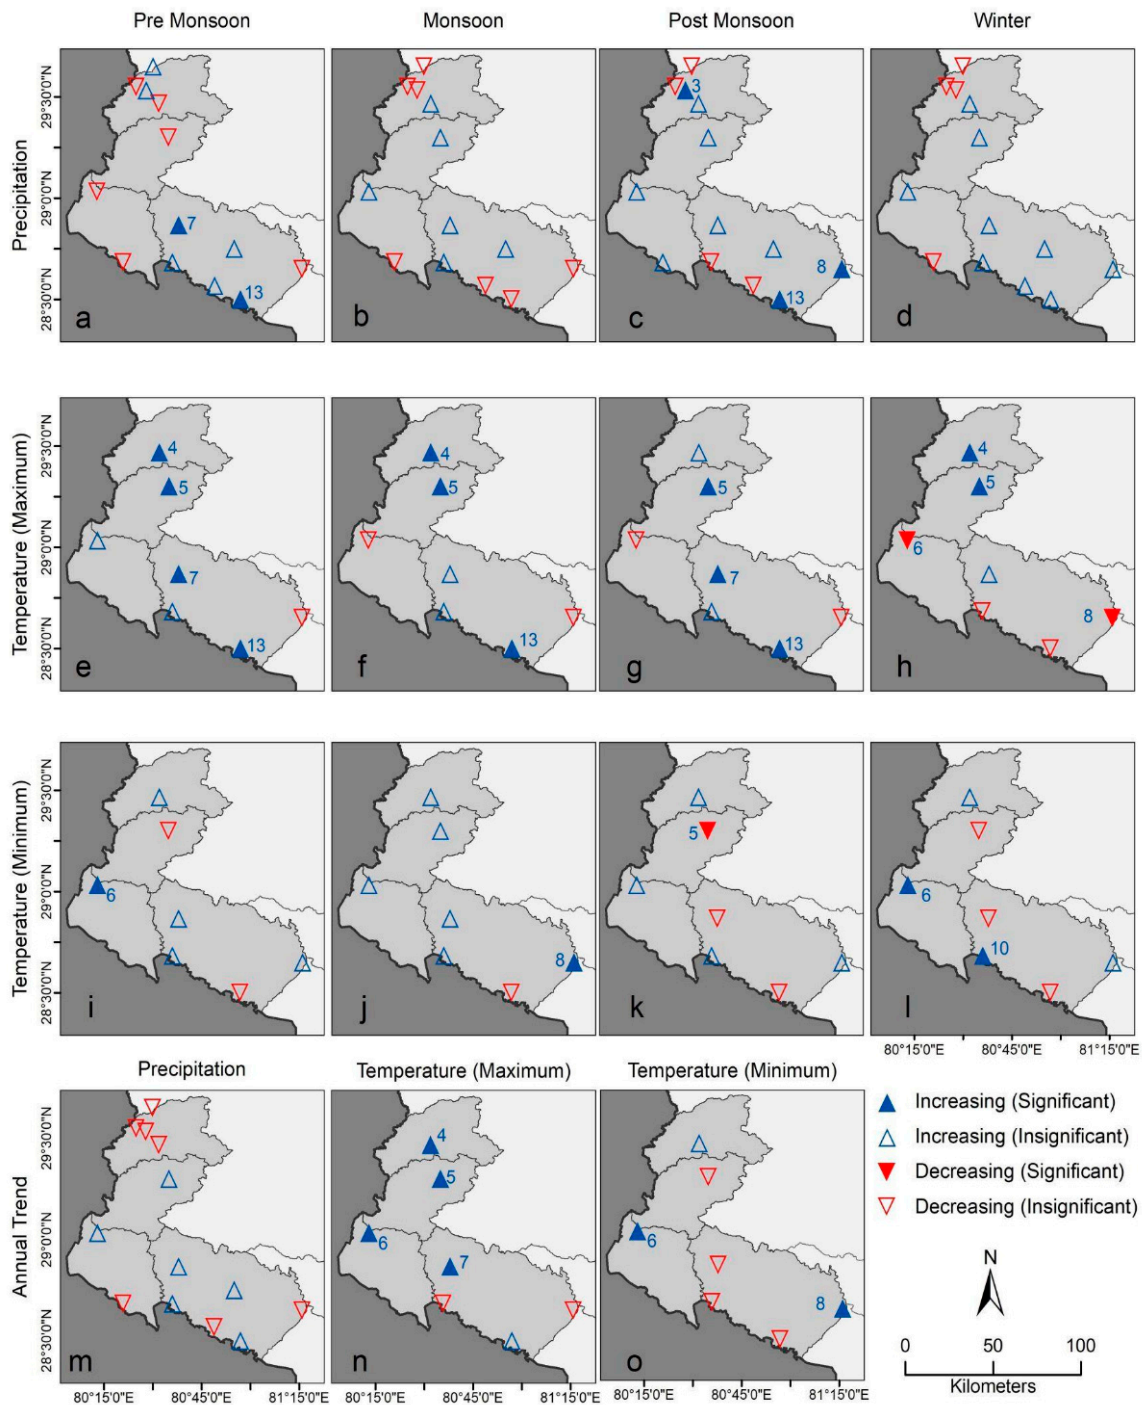 Pre Monsoon Monsoon Post Monsoon Winter
Precipitation
29°30'0"N
29°0'0"N
28°30'0"N
7
13
a
b
3
8
13
c
d
Temperature (Maximum)
29°30'0"N
29°0'0"N
28°30'0"N
4
5
7
13
e
4
5
13
f
5
7
13
g
4
5
6
8
h
Temperature (Minimum)
29°30'0"N
29°0'0"N
28°30'0"N
6
i
8
j
5
k
6
10
l
80°15'0"E 80°45'0"E 81°15'0"E
Precipitation Temperature (Maximum) Temperature (Minimum)
Annual Trend
29°30'0"N
29°0'0"N
28°30'0"N
m
4
5
6
7
n
6
8
o
80°15'0"E 80°45'0"E 81°15'0"E
80°15'0"E 80°45'0"E 81°15'0"E
80°15'0"E 80°45'0"E 81°15'0"E
Increasing (Significant)
Increasing (Insignificant)
Decreasing (Significant)
Decreasing (Insignificant)
N
0 50 100
Kilometers